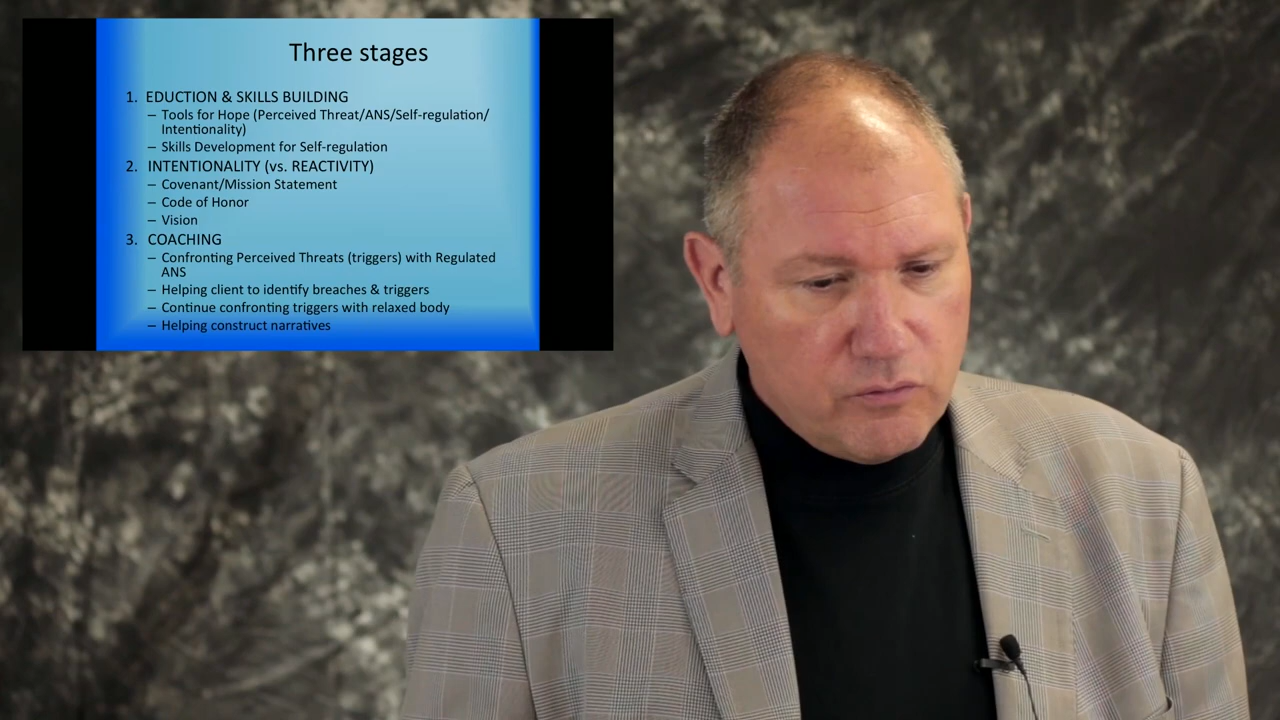 Three stages
1. EDUCTION & SKILLS BUILDING
– Tools for Hope (Perceived Threat/ANS/Self-regulation/
Intentionality)
– Skills Development for Self-regulation
2. INTENTIONALITY (vs. REACTIVITY)
– Covenant/Mission Statement
– Code of Honor
– Vision
3. COACHING
– Confronting Perceived Threats (triggers) with Regulated
ANS
– Helping client to identify breaches & triggers
– Continue confronting triggers with relaxed body
– Helping construct narratives